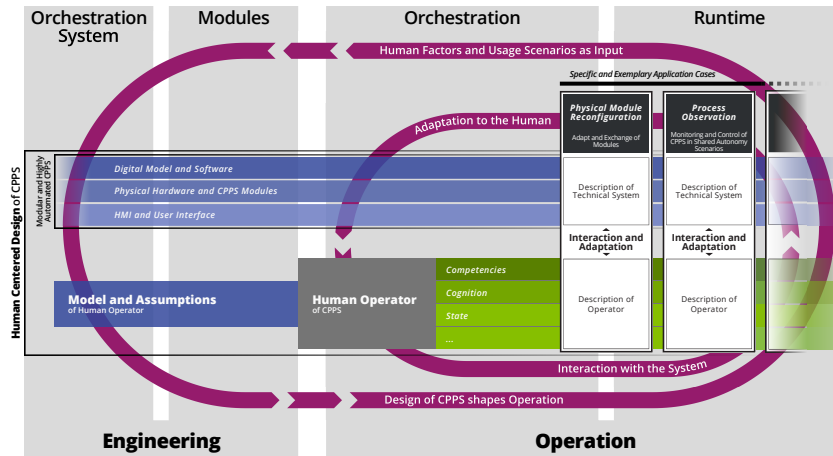 Orchestration
System
Modules
Orchestration
Runtime
Human Factors and Usage Scenarios as Input
Specific and Exemplary Application Cases
Adaptation to the Human
Physical Module
Reconfiguration
Adapt and Exchange of
Modules
Process
Observation
Monitoring and Control of
CPPS in Shared Autonomy
Scenarios
Human Centered Design of CPPS
Modular and Highly
Automated CPPS
Digital Model and Software
Physical Hardware and CPPS Modules
HMI and User Interface
Description of
Technical System
Description of
Technical System
Interaction and
Adaptation
Interaction and
Adaptation
Model and Assumptions
of Human Operator
Human Operator
of CPPS
Competencies
Cognition
State
...
Description of
Operator
Description of
Operator
Interaction with the System
Design of CPPS shapes Operation
Engineering
Operation